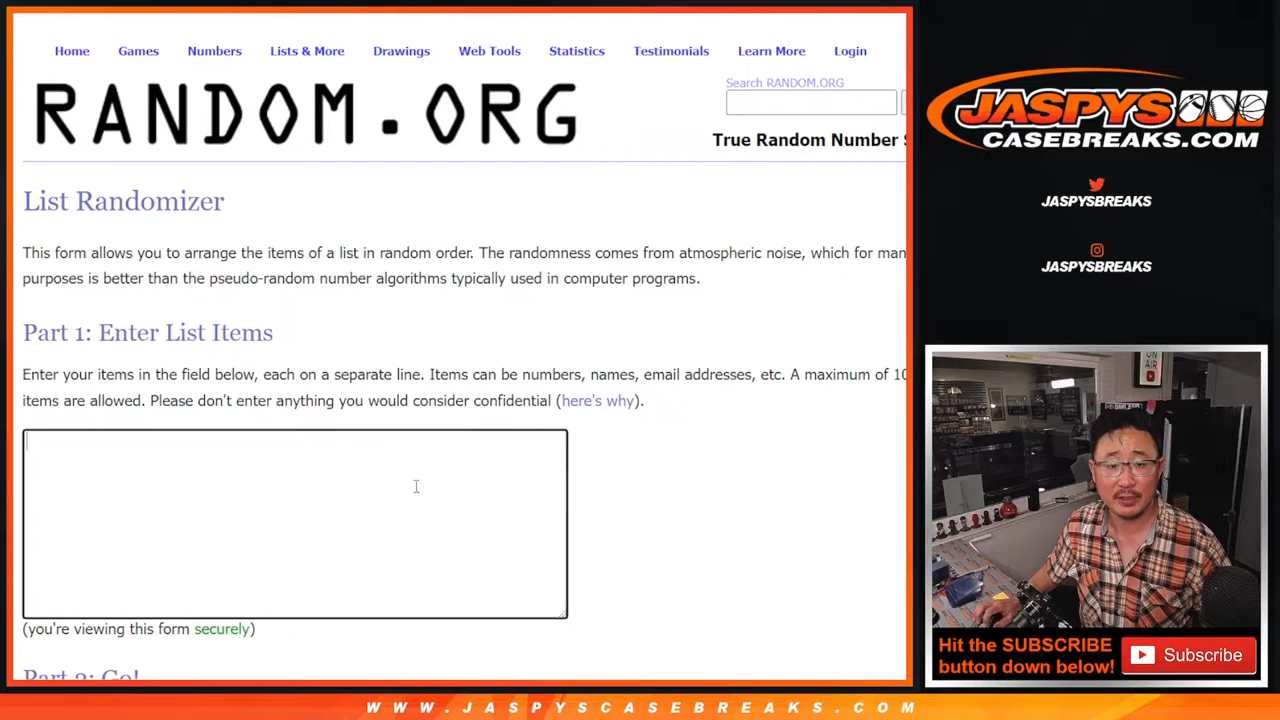 Home Games Numbers Lists & More Drawings Web Tools Statistics Testimonials Learn More Login
RANDOM.ORG
Search RANDOM.ORG
True Random Number S
List Randomizer
This form allows you to arrange the items of a list in random order. The randomness comes from atmospheric noise, which for man
purposes is better than the pseudo-random number algorithms typically used in computer programs.
Part 1: Enter List Items
Enter your items in the field below, each on a separate line. Items can be numbers, names, email addresses, etc. A maximum of 10
items are allowed. Please don't enter anything you would consider confidential (here's why).
(you're viewing this form securely)
Part 2: Go!
JASPYS
CASEBREAKS.COM
JASPYSBREAKS
JASPYSBREAKS
ON
AIR
Hit the SUBSCRIBE
button down below!
Subscribe
WWW.JASPYSCASEBREAKS.COM